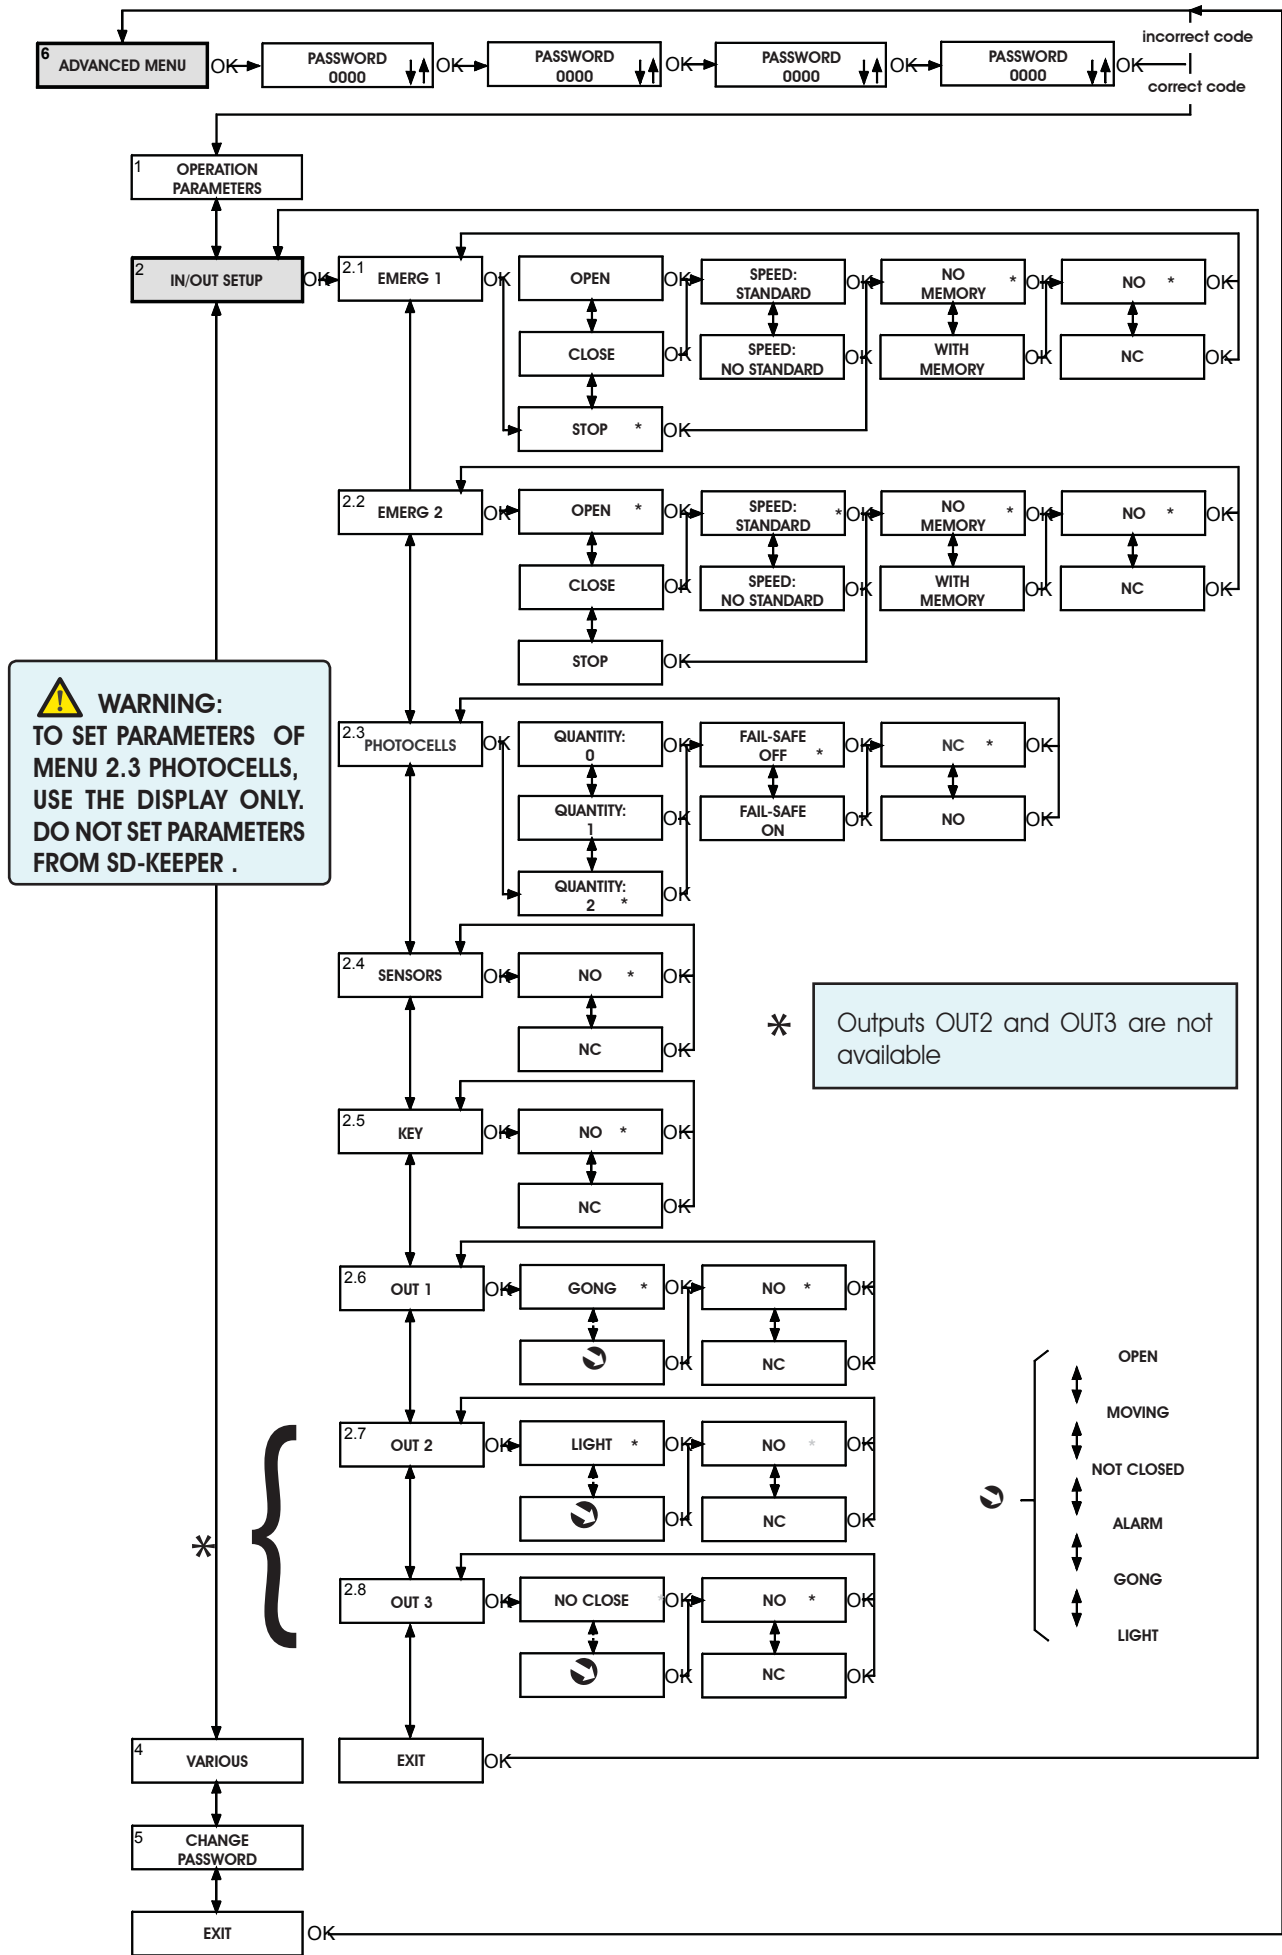 incorrect code
6
ADVANCED MENU
OK
PASSWORD
0000
OK
PASSWORD
0000
OK
PASSWORD
0000
OK
PASSWORD
0000
OK
correct code
1
OPERATION
PARAMETERS
2
IN/OUT SETUP
OK
2.1
EMERG 1
OK
OPEN
OK
SPEED:
STANDARD
OK
NO
MEMORY *
OK
NO *
OK
CLOSE
OK
SPEED:
NO STANDARD
OK
WITH
MEMORY
OK
NC
OK
STOP *
OK
2.2
EMERG 2
OK
OPEN *
OK
SPEED:
STANDARD *
OK
NO
MEMORY *
OK
NO *
OK
CLOSE
OK
SPEED:
NO STANDARD
OK
WITH
MEMORY
OK
NC
OK
STOP
OK
WARNING:
TO SET PARAMETERS OF
MENU 2.3 PHOTOCELLS,
USE THE DISPLAY ONLY.
DO NOT SET PARAMETERS
FROM SD-KEEPER .
2.3
PHOTOCELLS
OK
QUANTITY:
0
OK
FAIL-SAFE
OFF *
OK
NC *
OK
QUANTITY:
1
OK
FAIL-SAFE
ON
OK
NO
OK
QUANTITY:
2 *
OK
2.4
SENSORS
OK
NO *
OK
NC
OK
*
Outputs OUT2 and OUT3 are not
available
2.5
KEY
OK
NO *
OK
NC
OK
2.6
OUT 1
OK
GONG *
OK
NO *
OK
OK
NC
OK
2.7
OUT 2
OK
LIGHT *
OK
NO *
OK
OK
NC
OK
*
2.8
OUT 3
OK
NO CLOSE *
OK
NO *
OK
OK
NC
OK
OPEN
MOVING
NOT CLOSED
ALARM
GONG
LIGHT
4
VARIOUS
EXIT
OK
5
CHANGE
PASSWORD
EXIT
OK